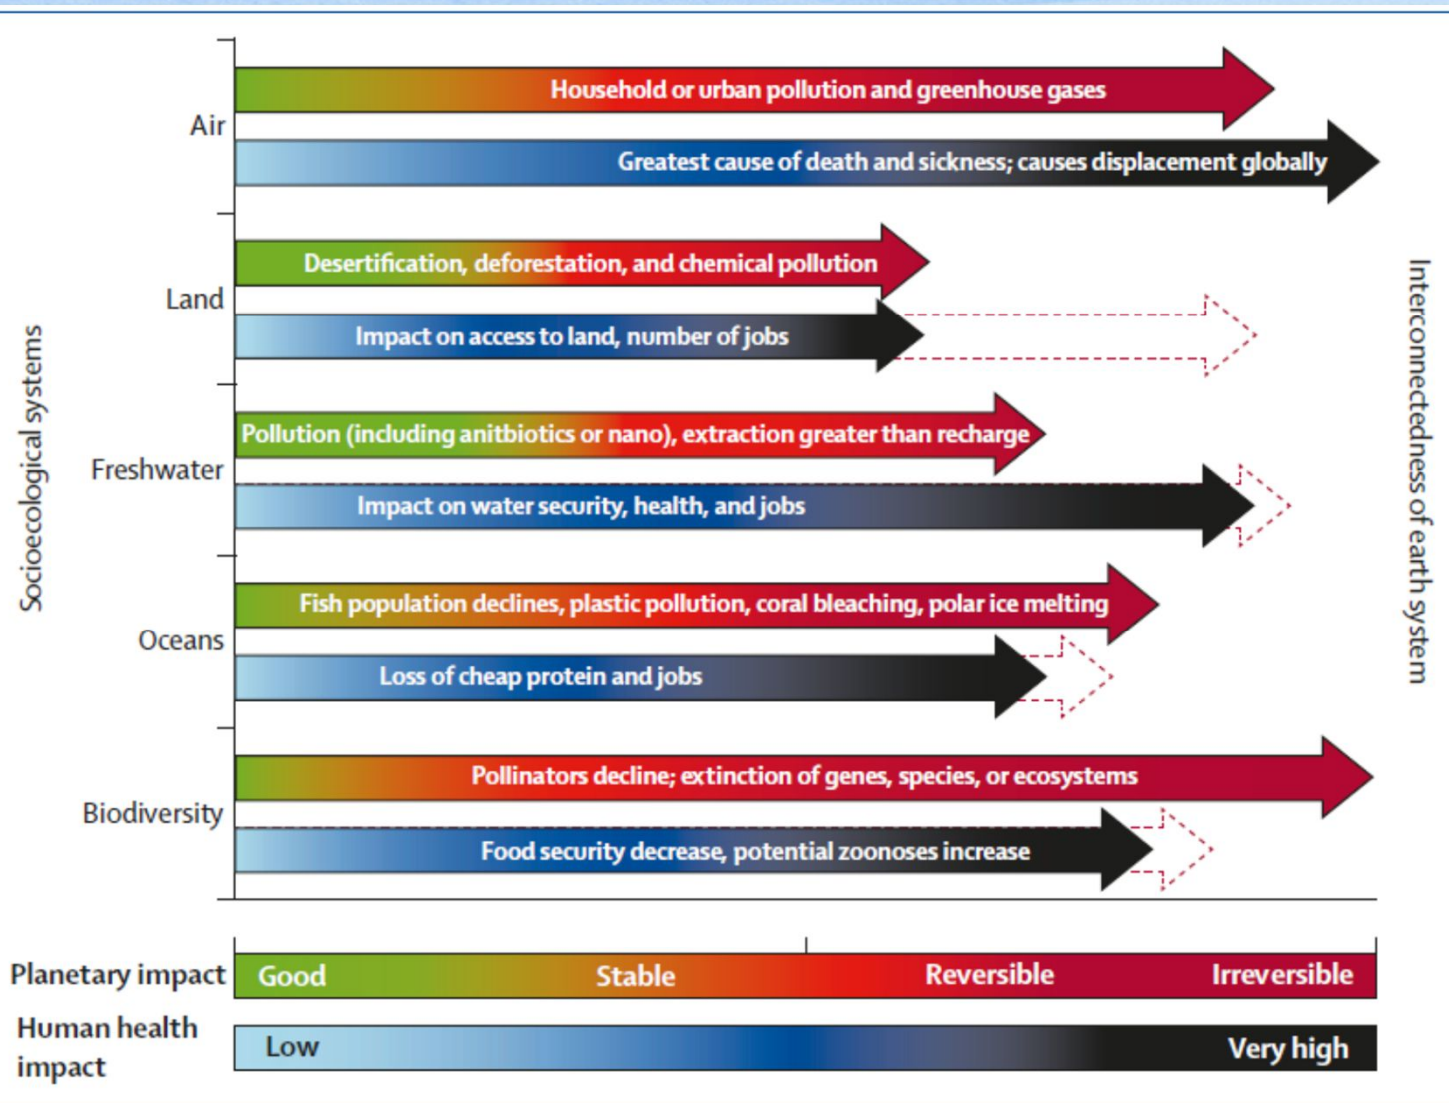 Socioecological systems
Air
Household or urban pollution and greenhouse gases
Greatest cause of death and sickness; causes displacement globally
Land
Desertification, deforestation, and chemical pollution
Impact on access to land, number of jobs
Freshwater
Pollution (including anitbiotics or nano), extraction greater than recharge
Impact on water security, health, and jobs
Oceans
Fish population declines, plastic pollution, coral bleaching, polar ice melting
Loss of cheap protein and jobs
Biodiversity
Pollinators decline; extinction of genes, species, or ecosystems
Food security decrease, potential zoonoses increase
Interconnectedness of earth system
Planetary impact
Good Stable Reversible Irreversible
Human health
impact
Low Very high